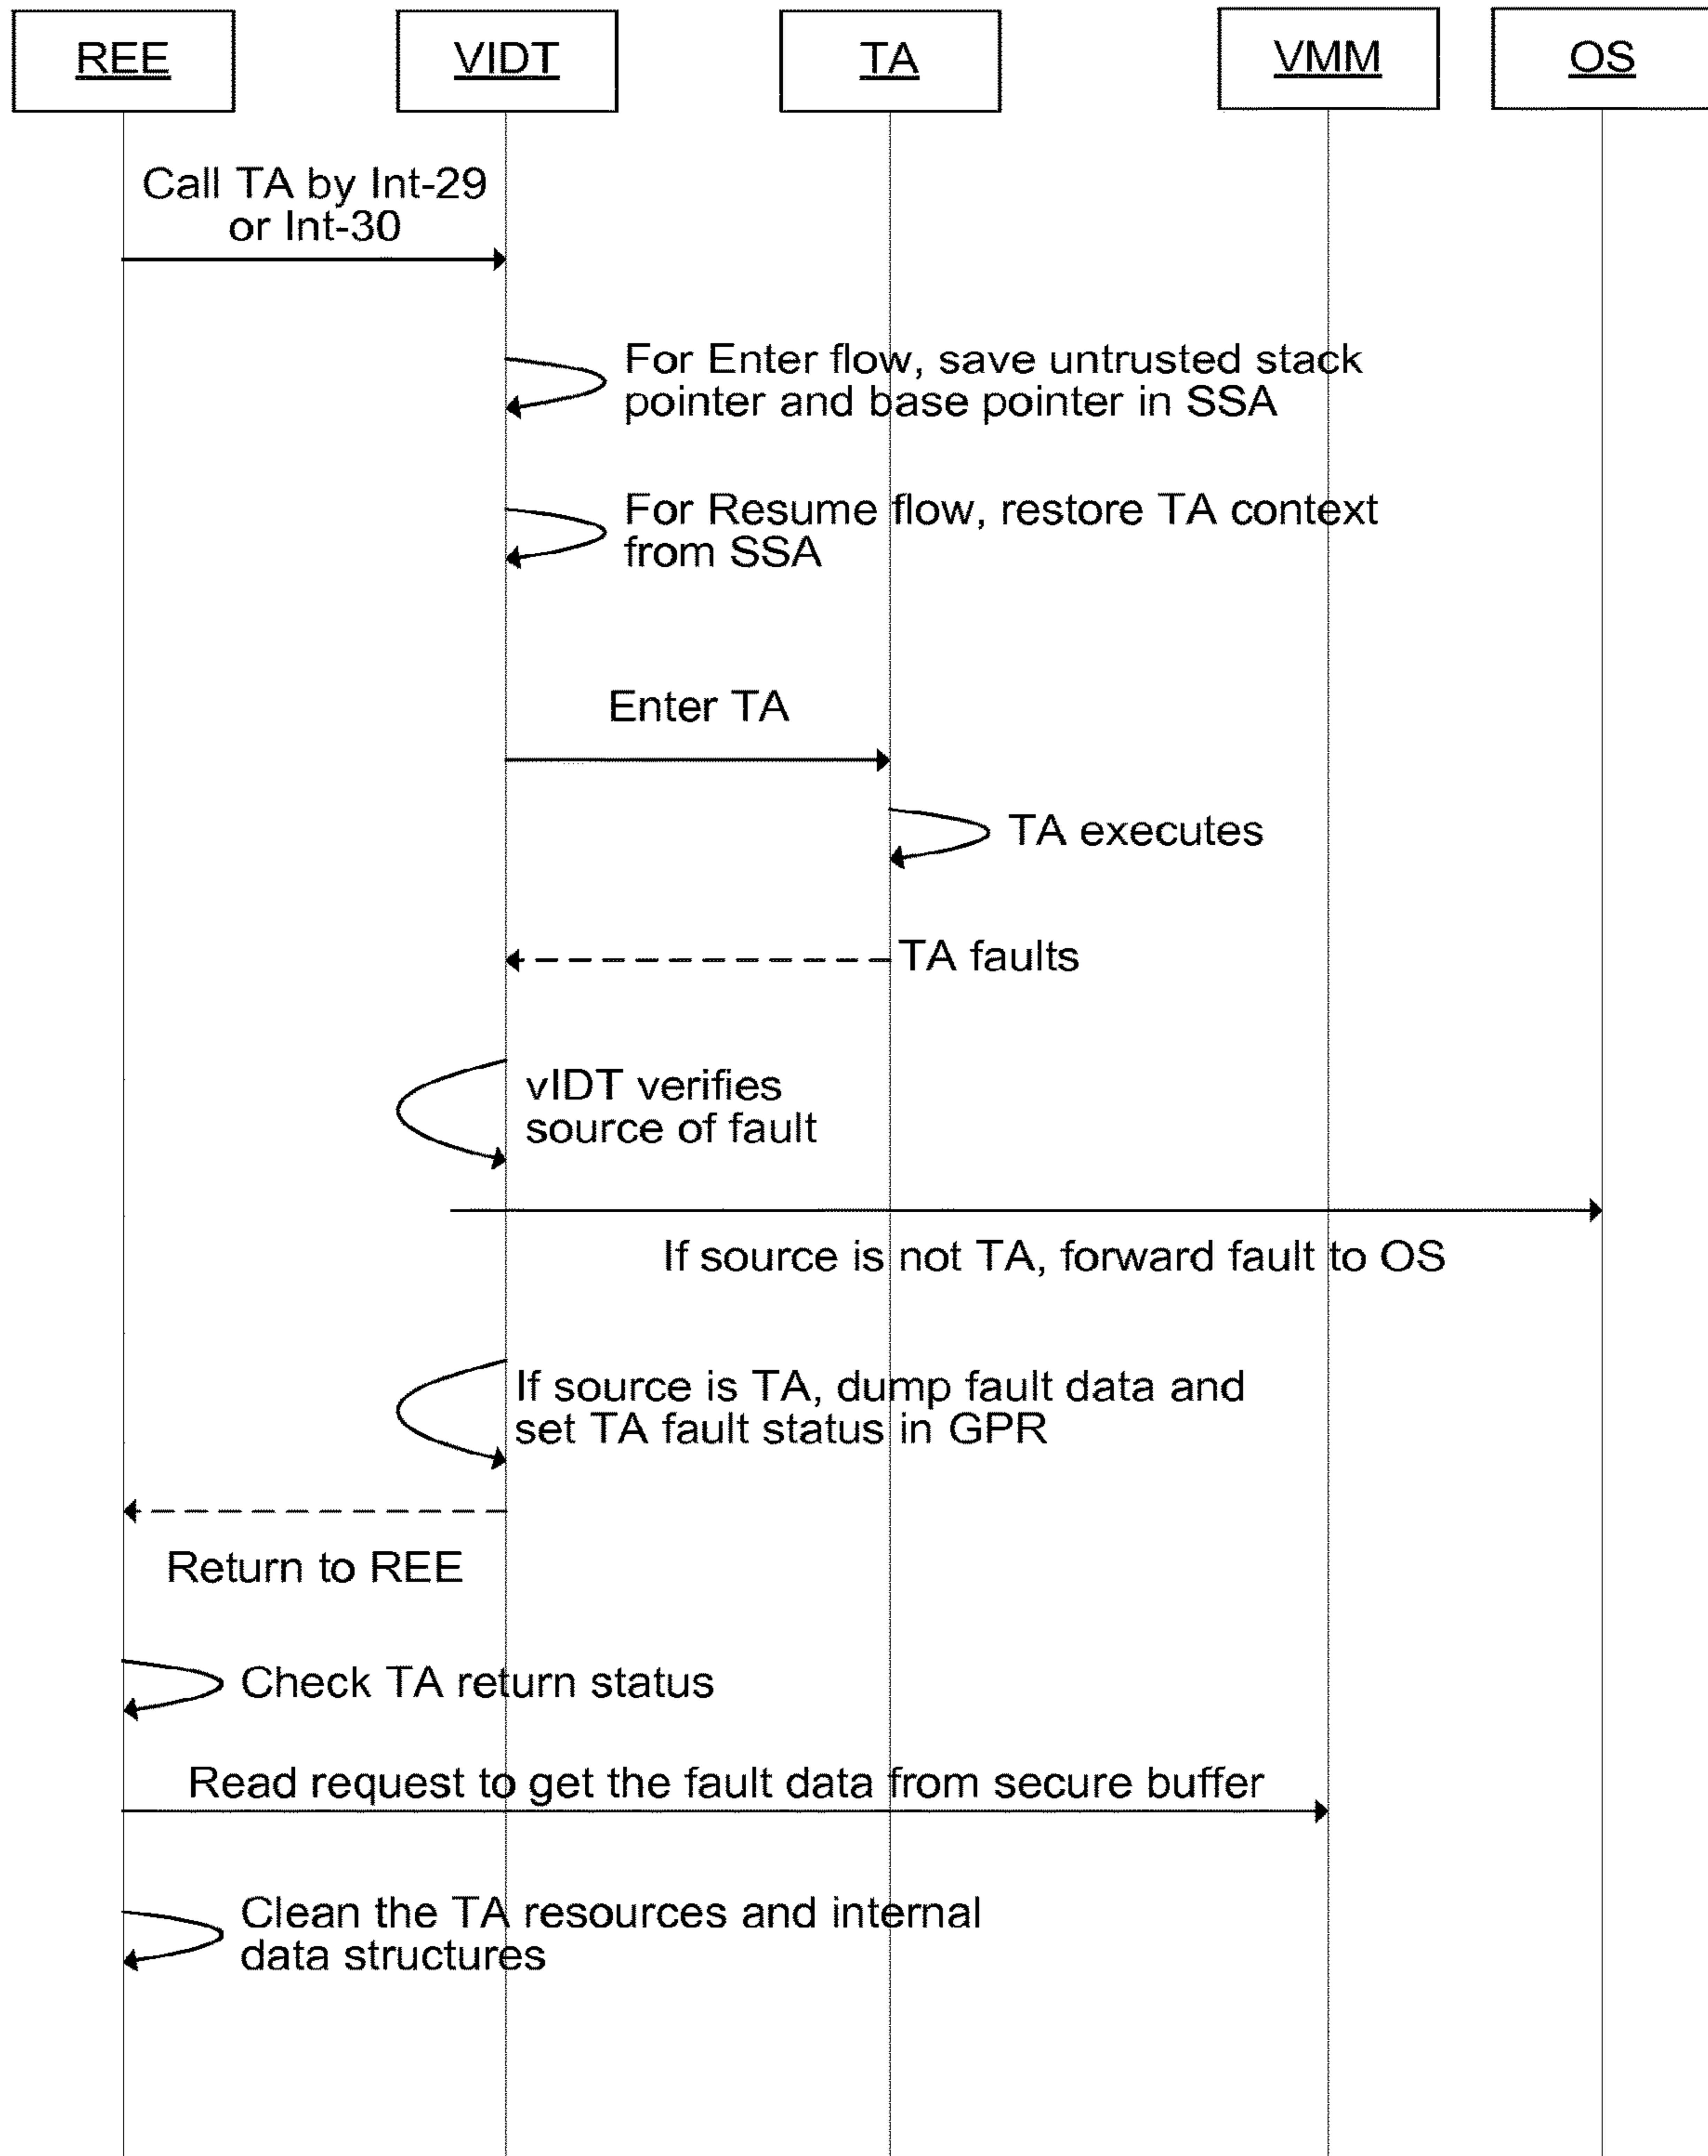 REE
VIDT
TA
VMM
OS
Call TA by Int-29
or Int-30
For Enter flow, save untrusted stack
pointer and base pointer in SSA
For Resume flow, restore TA context
from SSA
Enter TA
TA executes
TA faults
vIDT verifies
source of fault
If source is not TA, forward fault to OS
If source is TA, dump fault data and
set TA fault status in GPR
Return to REE
Check TA return status
Read request to get the fault data from secure buffer
Clean the TA resources and internal
data structures